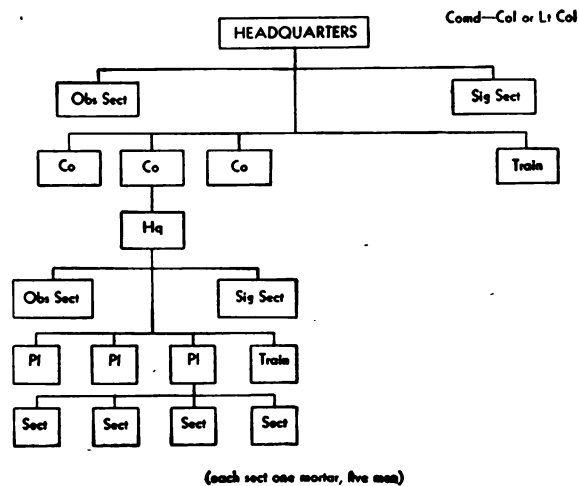 Comd—Col or Lt Col
HEADQUARTERS
Obs Sect
Sig Sect
Co
Co
Co
Train
Hq
Obs Sect
Sig Sect
Pl
Pl
Pl
Train
Sect
Sect
Sect
Sect
(each sect one mortar, five men)